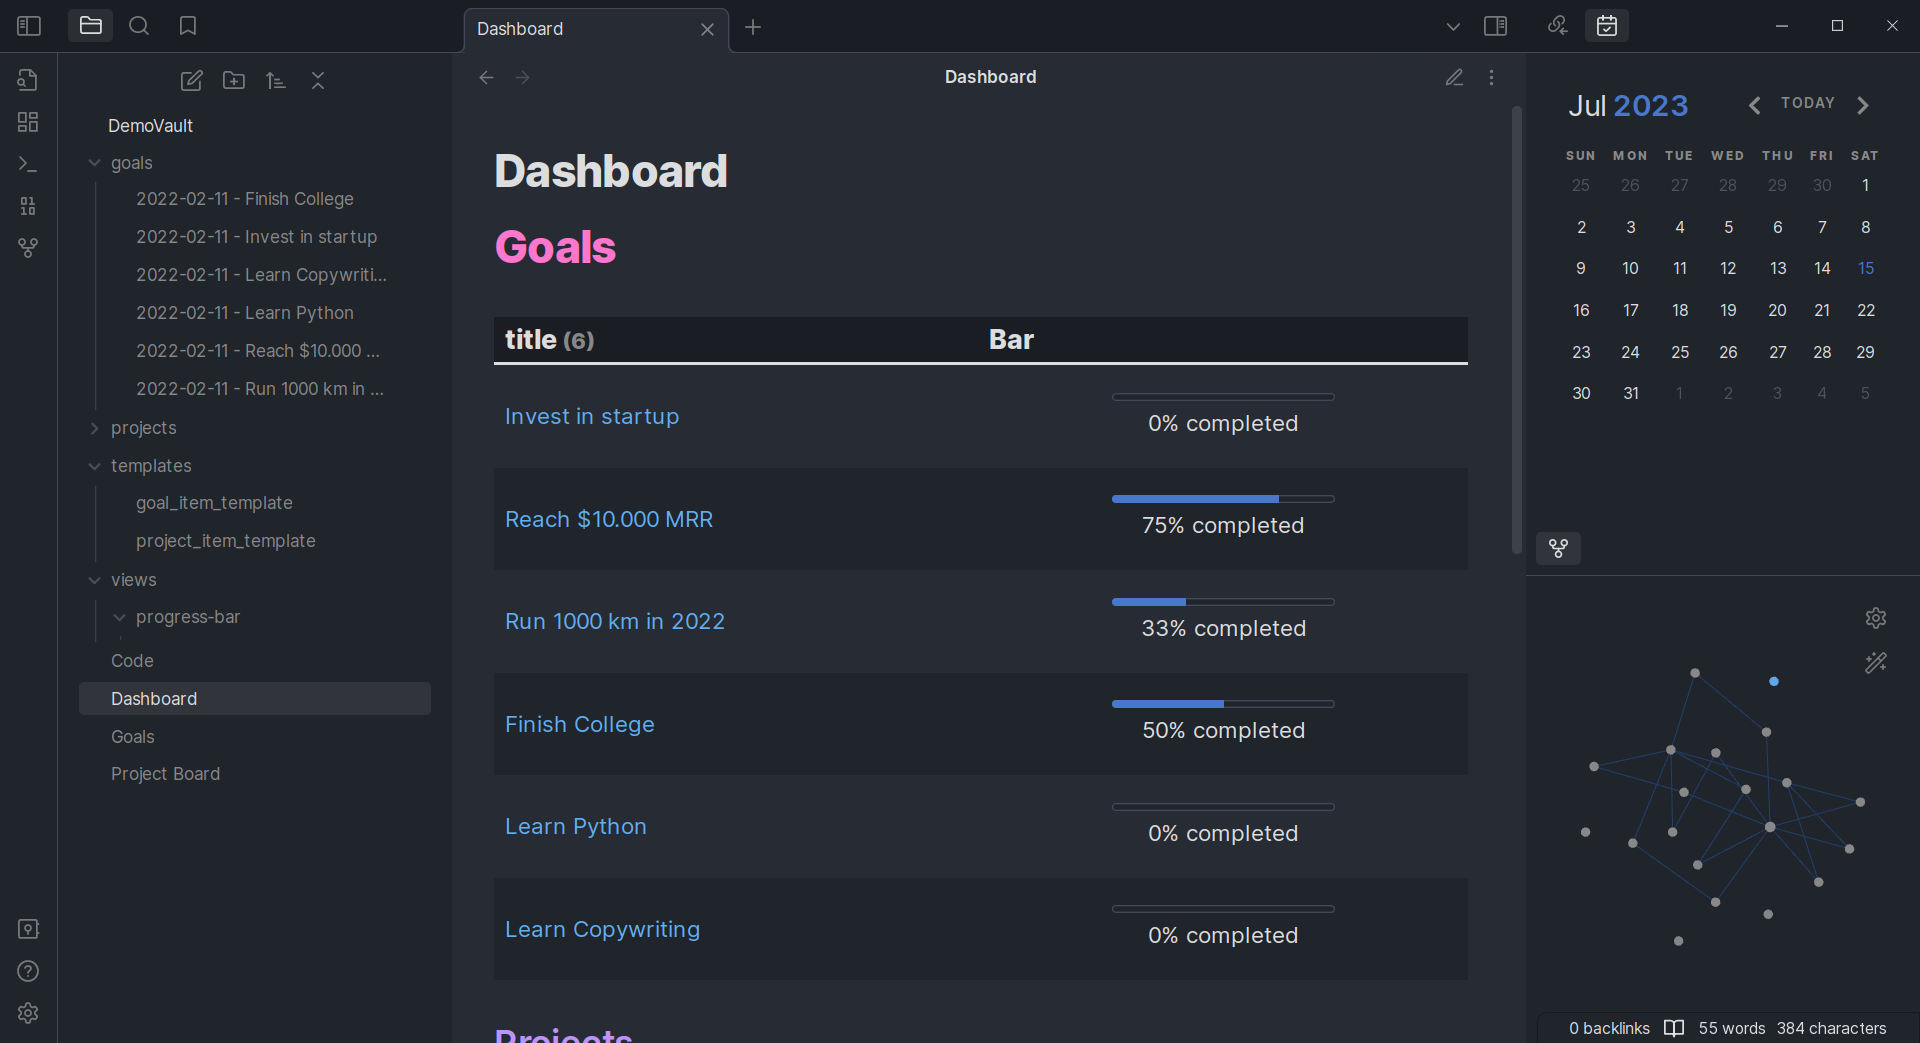 Dashboard
DemoVault
goals
2022-02-11 - Finish College
2022-02-11 - Invest in startup
2022-02-11 - Learn Copywriti...
2022-02-11 - Learn Python
2022-02-11 - Reach $10.000 ...
2022-02-11 - Run 1000 km in ...
projects
templates
goal_item_template
project_item_template
views
progress-bar
Code
Dashboard
Goals
Project Board
Dashboard
Dashboard
Goals
title (6) Bar
Invest in startup 0% completed
Reach $10.000 MRR 75% completed
Run 1000 km in 2022 33% completed
Finish College 50% completed
Learn Python 0% completed
Learn Copywriting 0% completed
Projects
Jul 2023 TODAY
SUN MON TUE WED THU FRI SAT
25 26 27 28 29 30 1
2 3 4 5 6 7 8
9 10 11 12 13 14 15
16 17 18 19 20 21 22
23 24 25 26 27 28 29
30 31 1 2 3 4 5
0 backlinks 55 words 384 characters